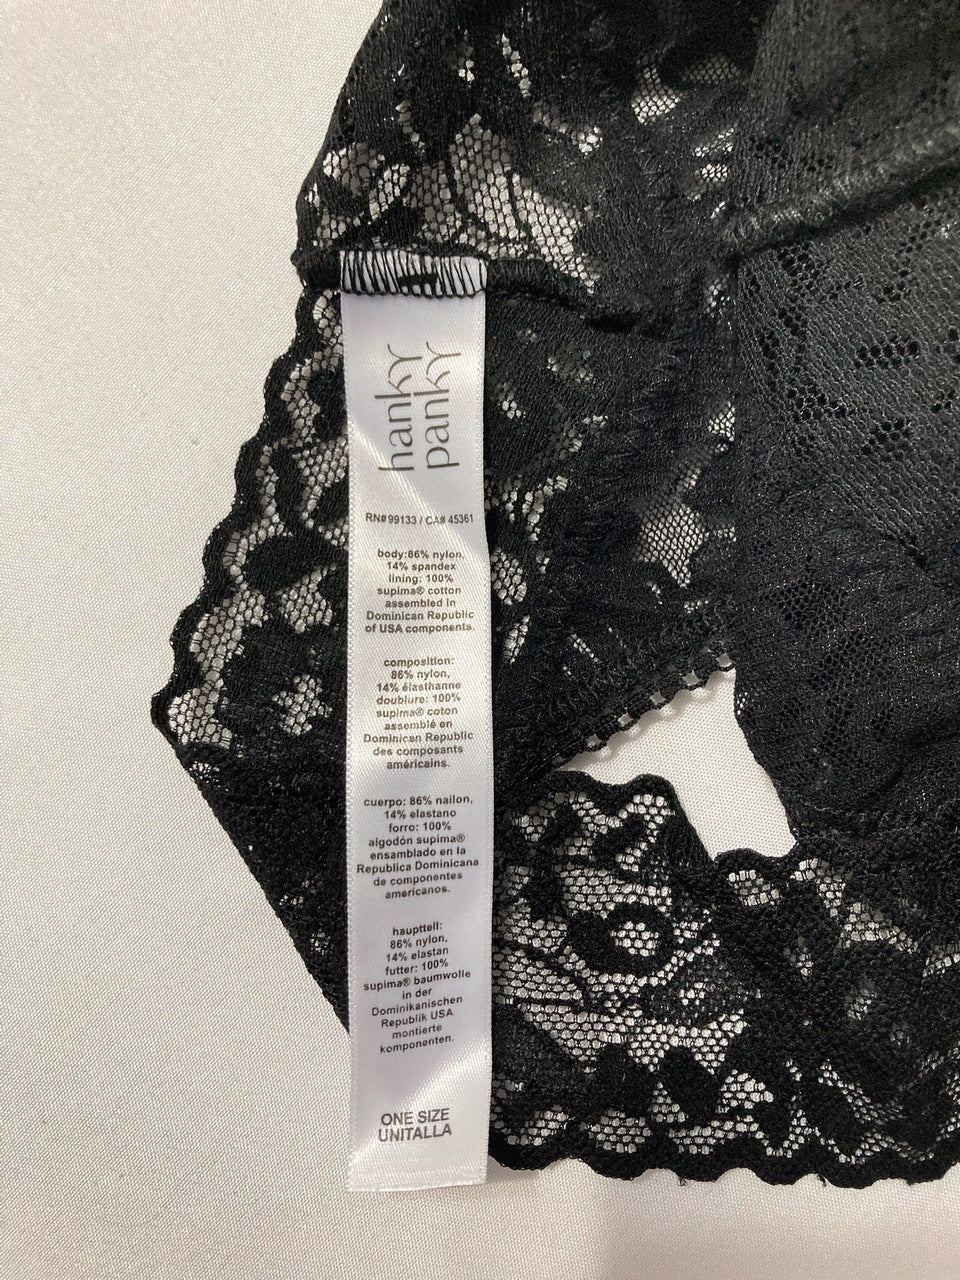 hanky
panky
RN#99133 / CA# 45361
body:86% nylon,
14% spandex
lining: 100%
supima® cotton
assembled in
Dominican Republic
of USA components.
composition:
86% nylon,
14% élasthanne
doublure: 100%
supima® coton
assemblé en
Dominican Republic
des composants
américains.
cuerpo: 86% nailon,
14% elastano
forro: 100%
algodón supima®
ensamblado en la
Republica Dominicana
de componentes
americanos.
haupttell:
86% nylon,
14% elastan
futter: 100%
supima® baumwolle
in der
Dominikanischen
Republik USA
montierte
komponenten.
ONE SIZE
UNITALLA